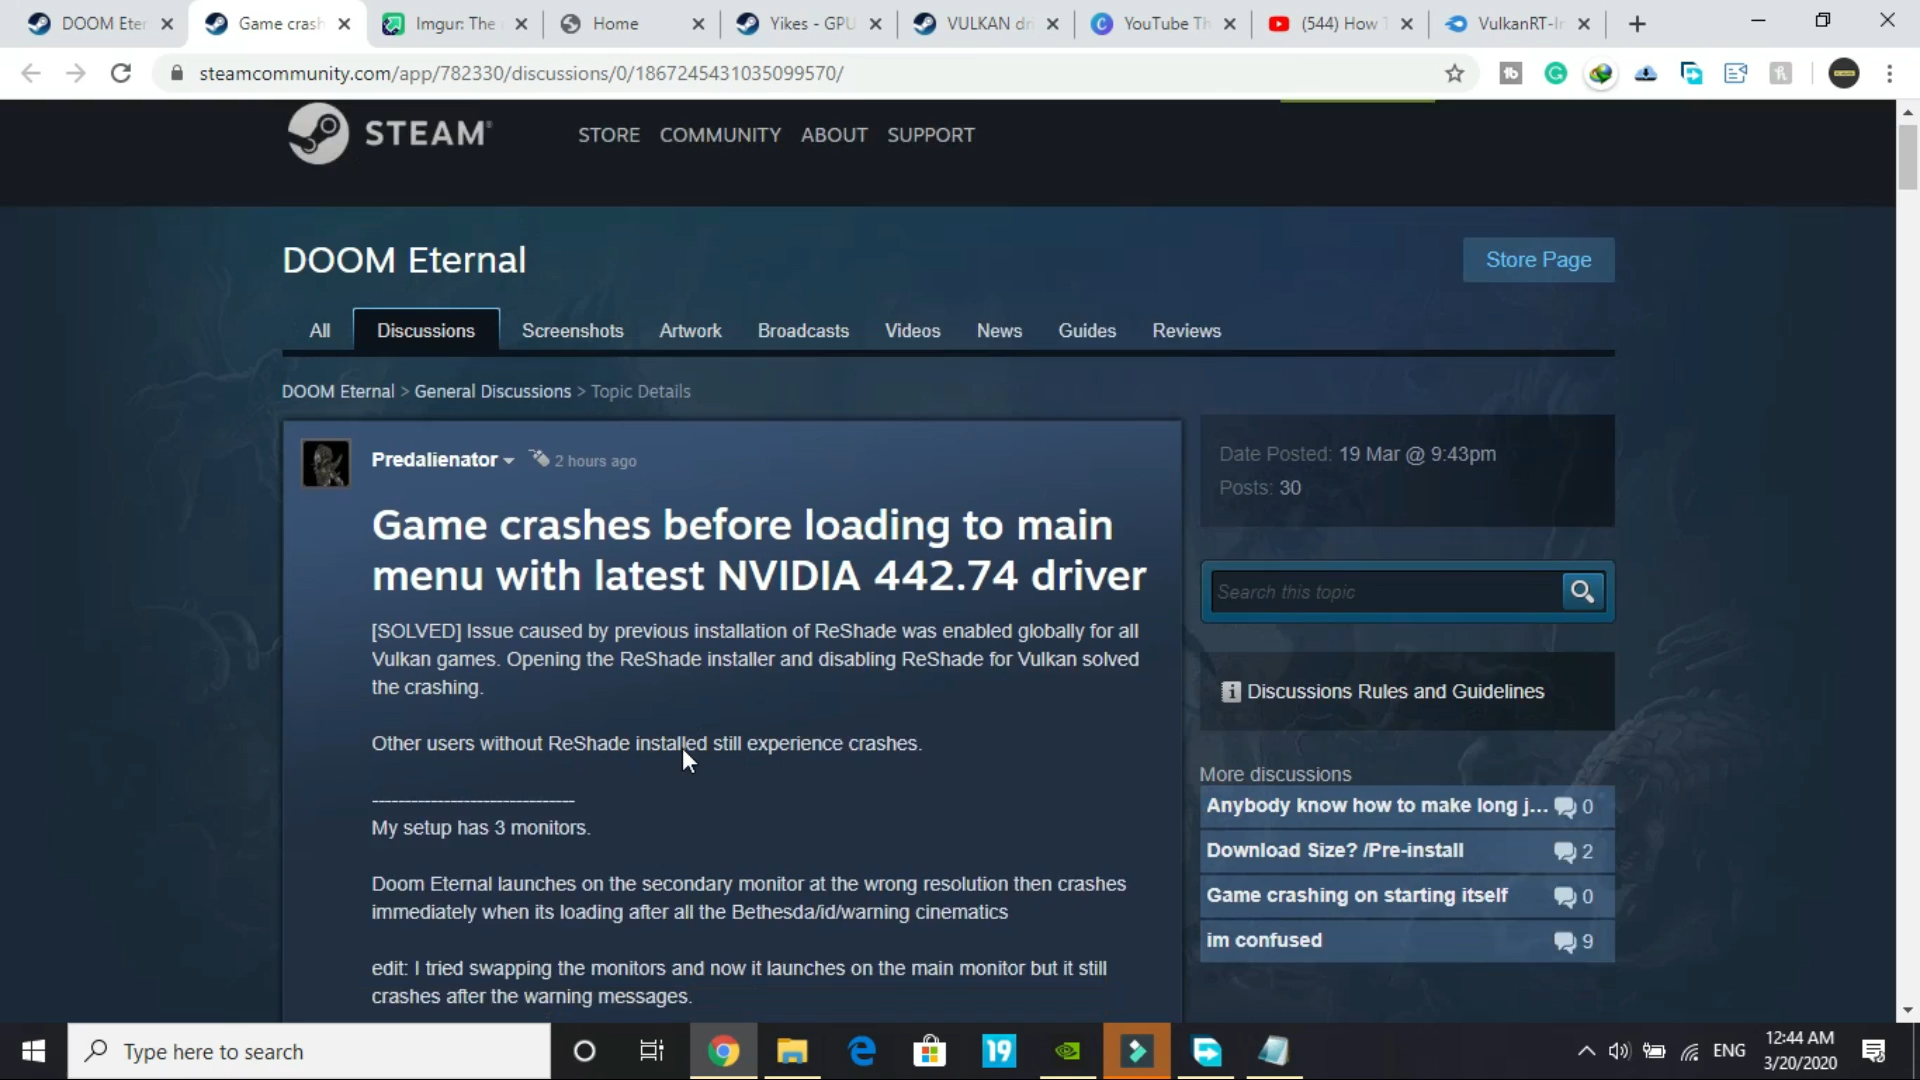 DOOM Eter
Game crash
Imgur: The
Home
Yikes - GPU
VULKAN dr
YouTube Th
(544) How T
VulkanRT-In
steamcommunity.com/app/782330/discussions/0/1867245431035099570/
STEAM®
STORE COMMUNITY ABOUT SUPPORT
DOOM Eternal
Store Page
All Discussions Screenshots Artwork Broadcasts Videos News Guides Reviews
DOOM Eternal > General Discussions > Topic Details
Predalienator 2 hours ago
Game crashes before loading to main
menu with latest NVIDIA 442.74 driver
[SOLVED] Issue caused by previous installation of ReShade was enabled globally for all
Vulkan games. Opening the ReShade installer and disabling ReShade for Vulkan solved
the crashing.
Other users without ReShade installed still experience crashes.
-------------------------------
My setup has 3 monitors.
Doom Eternal launches on the secondary monitor at the wrong resolution then crashes
immediately when its loading after all the Bethesda/id/warning cinematics
edit: I tried swapping the monitors and now it launches on the main monitor but it still
crashes after the warning messages.
Date Posted: 19 Mar @ 9:43pm
Posts: 30
Search this topic
Discussions Rules and Guidelines
More discussions
Anybody know how to make long j... 0
Download Size? /Pre-install 2
Game crashing on starting itself 0
im confused 9
Type here to search
19
ENG
12:44 AM
3/20/2020